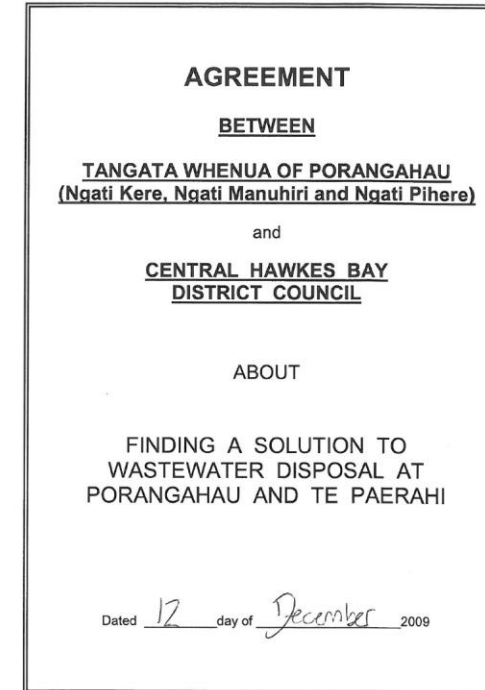 AGREEMENT
BETWEEN
TANGATA WHENUA OF PORANGAHAU
(Ngati Kere, Ngati Manuhiri and Ngati Pihere)
and
CENTRAL HAWKES BAY
DISTRICT COUNCIL
ABOUT
FINDING A SOLUTION TO
WASTEWATER DISPOSAL AT
PORANGAHAU AND TE PAERAHI
Dated 12 day of December 2009